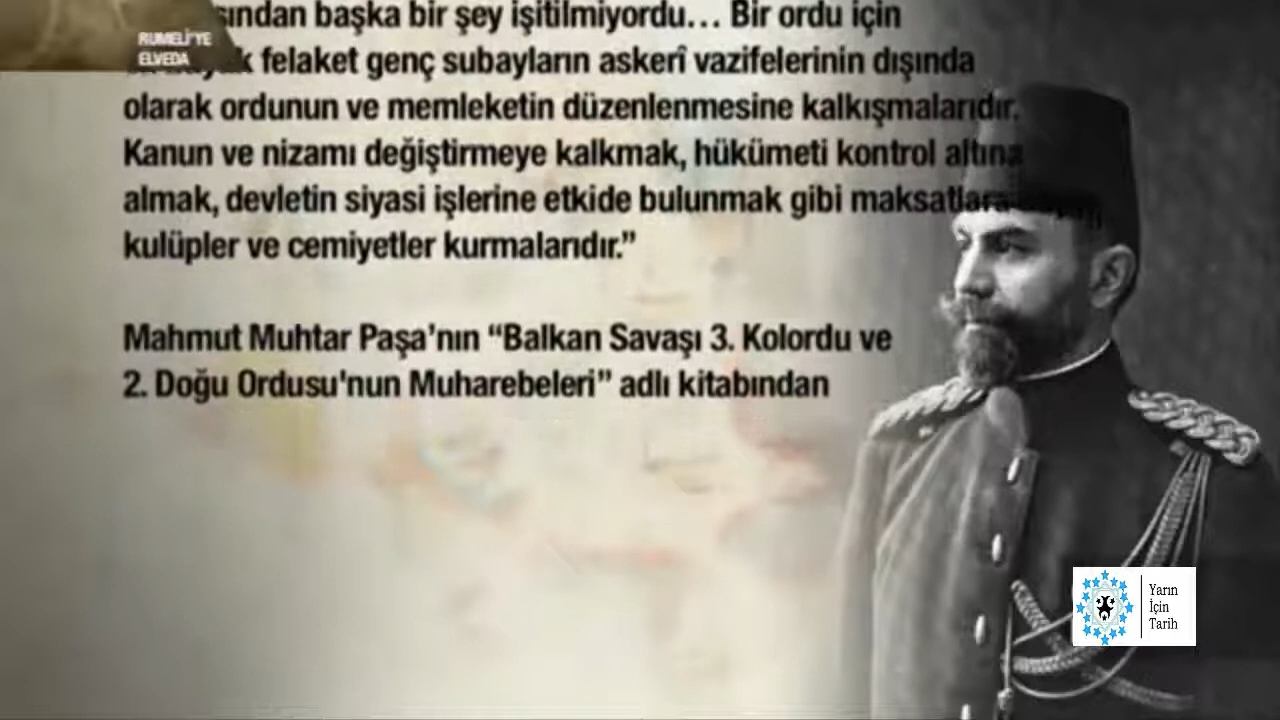 RUMELİ'YE
ELVEDA
başka bir şey işitilmiyordu… Bir ordu için
felaket genç subayların askerî vazifelerinin dışında
olarak ordunun ve memleketin düzenlenmesine kalkışmalarıdır.
Kanun ve nizamı değiştirmeye kalkmak, hükümeti kontrol altına
almak, devletin siyasi işlerine etkide bulunmak gibi maksatlara
kulüpler ve cemiyetler kurmalarıdır.”
Mahmut Muhtar Paşa’nın “Balkan Savaşı 3. Kolordu ve
2. Doğu Ordusu'nun Muharebeleri” adlı kitabından
Yarın
İçin
Tarih